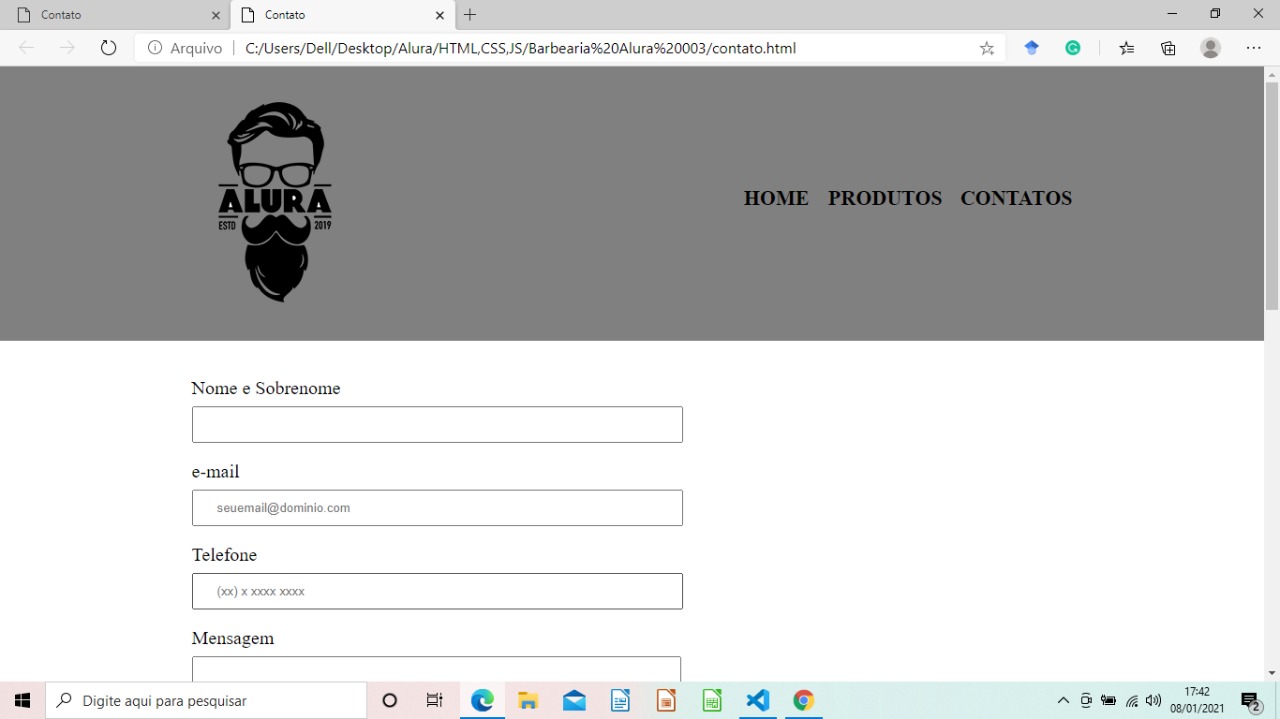 Contato
Contato
Arquivo
C:/Users/Dell/Desktop/Alura/HTML,CSS,JS/Barbearia%20Alura%20003/contato.html
ALURA
ESTD 2019
HOME PRODUTOS CONTATOS
Nome e Sobrenome
e-mail
seuemail@dominio.com
Telefone
(xx) x xxxx xxxx
Mensagem
Digite aqui para pesquisar
17:42
08/01/2021
2